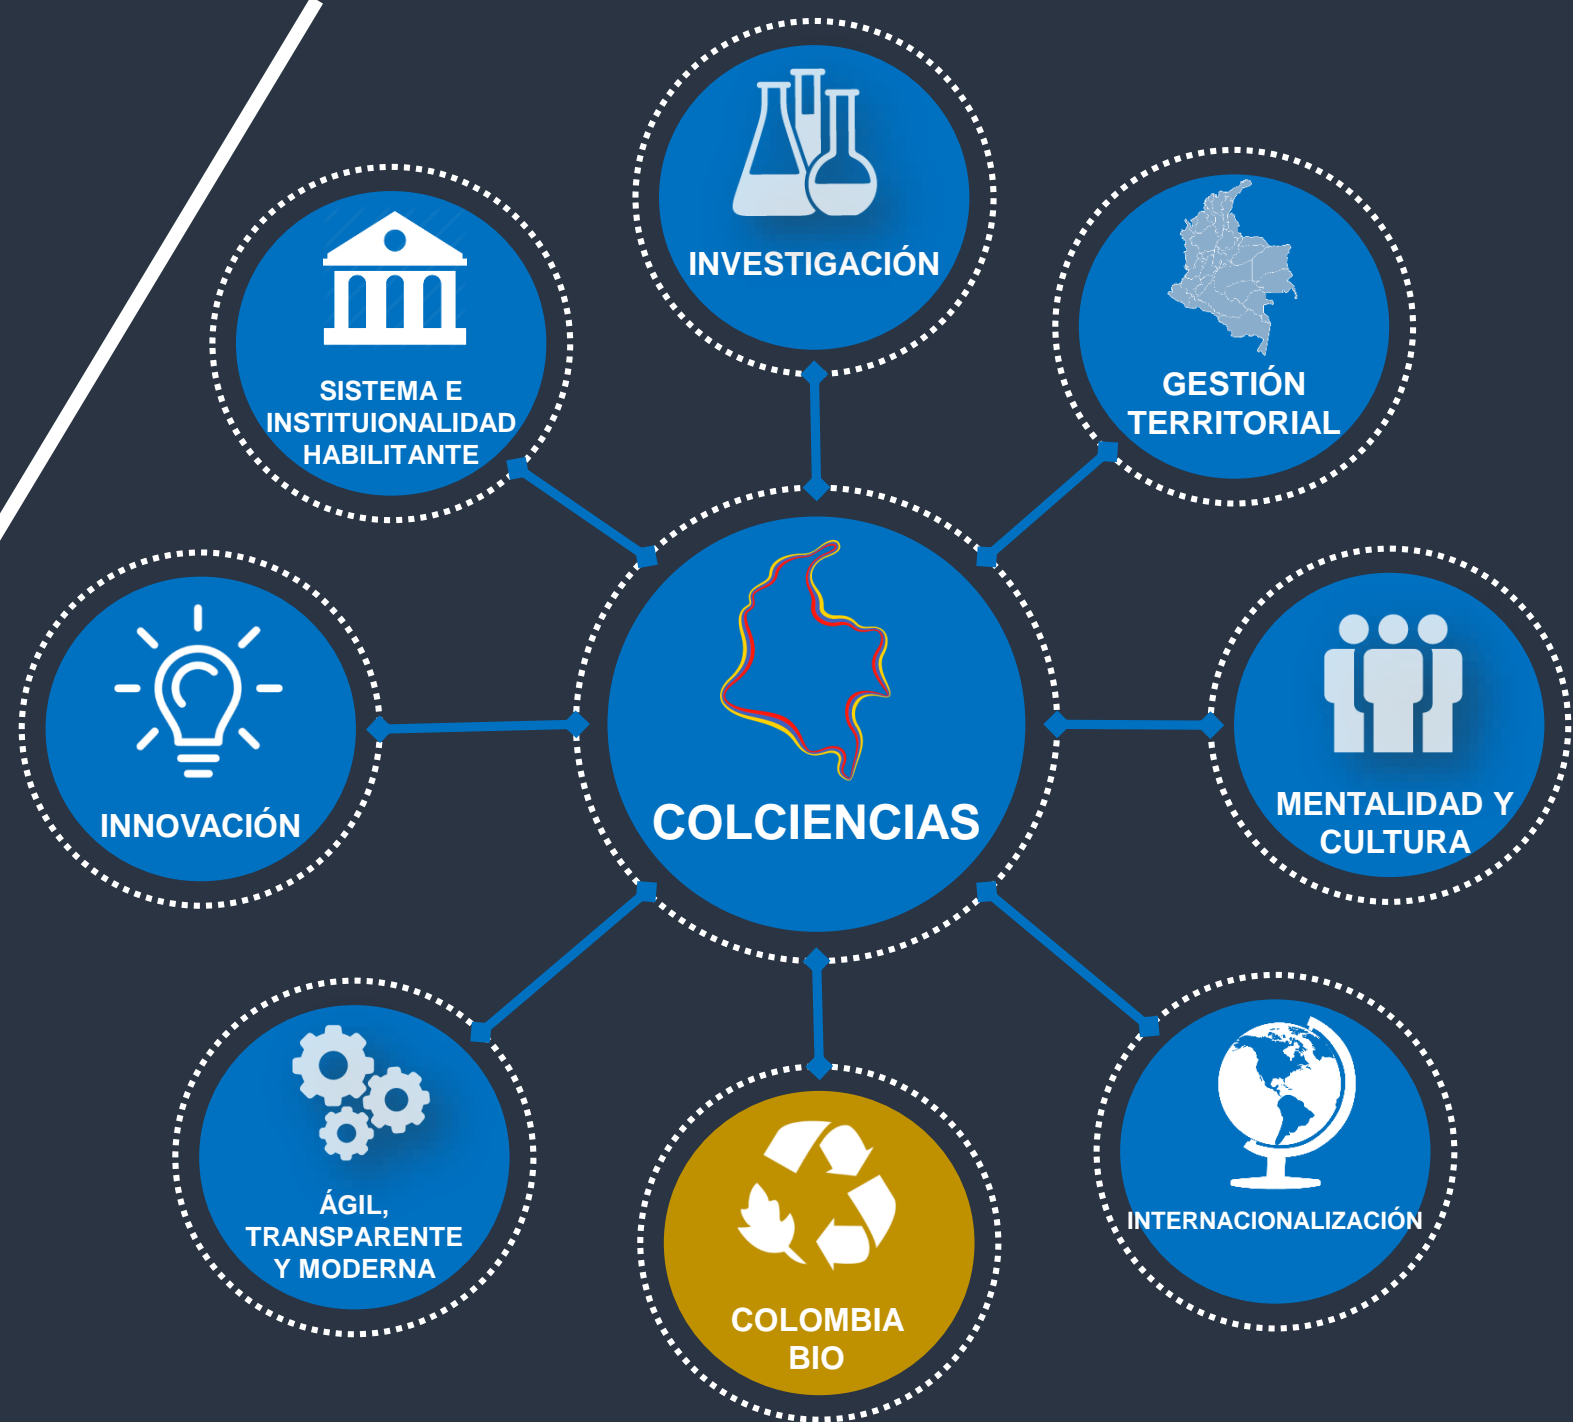 INVESTIGACIÓN
GESTIÓN
TERRITORIAL
SISTEMA E
INSTITUIONALIDAD
HABILITANTE
MENTALIDAD Y
CULTURA
COLCIENCIAS
INNOVACIÓN
INTERNACIONALIZACIÓN
ÁGIL,
TRANSPARENTE
Y MODERNA
COLOMBIA
BIO